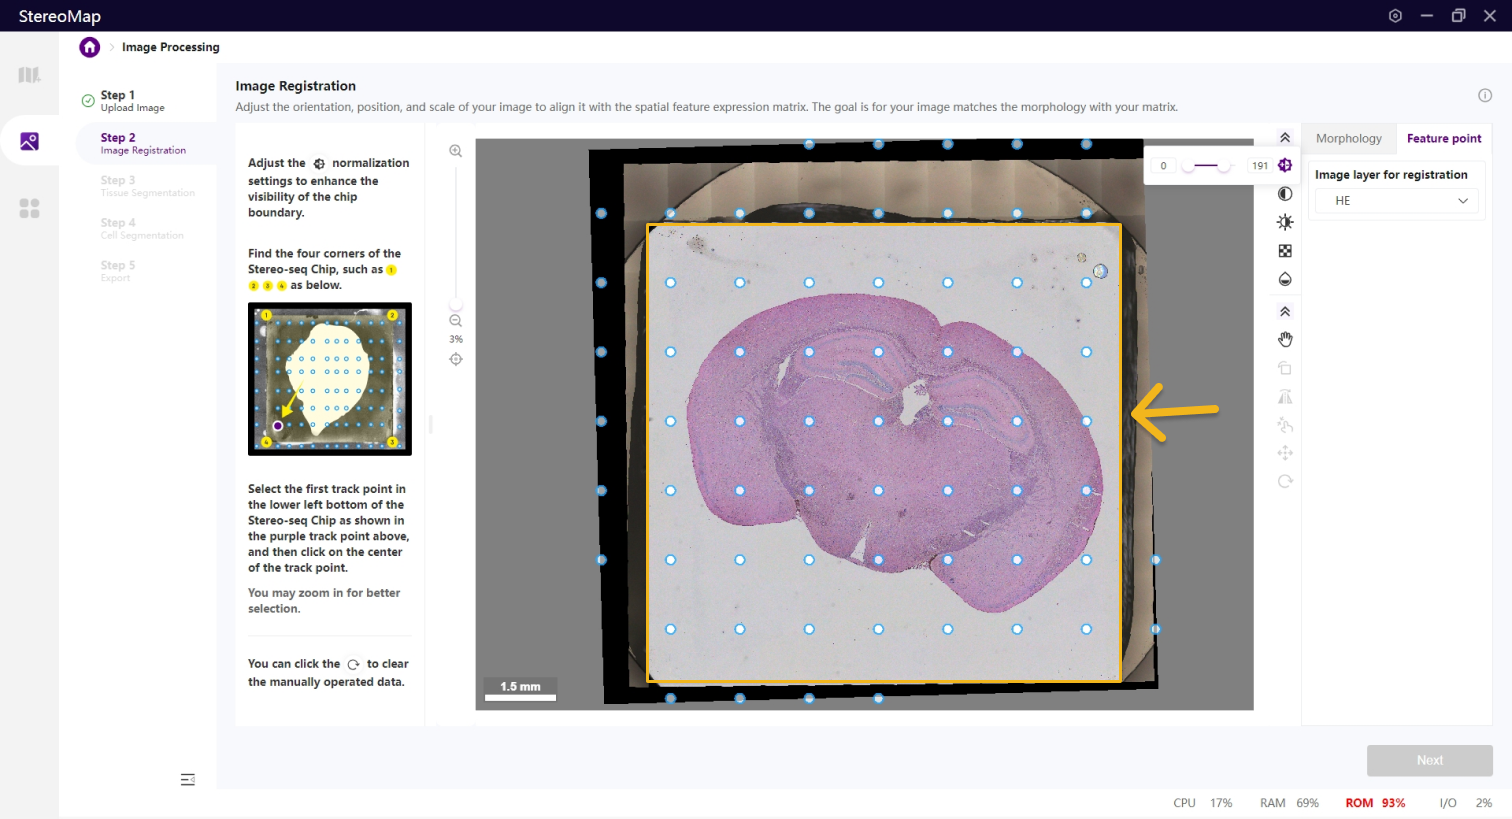 StereoMap
Image Processing
Step 1
Upload Image
Step 2
Image Registration
Step 3
Tissue Segmentation
Step 4
Cell Segmentation
Step 5
Export
Image Registration
Adjust the orientation, position, and scale of your image to align it with the spatial feature expression matrix. The goal is for your image matches the morphology with your matrix.
Adjust the normalization
settings to enhance the
visibility of the chip
boundary.
Find the four corners of the
Stereo-seq Chip, such as 1
2 3 4 as below.
1 2
4 3
Select the first track point in
the lower left bottom of the
Stereo-seq Chip as shown in
the purple track point above,
and then click on the center
of the track point.
You may zoom in for better
selection.
You can click the to clear
the manually operated data.
3%
1.5 mm
0 191
Morphology Feature point
Image layer for registration
HE
Next
CPU 17% RAM 69% ROM 93% I/O 2%